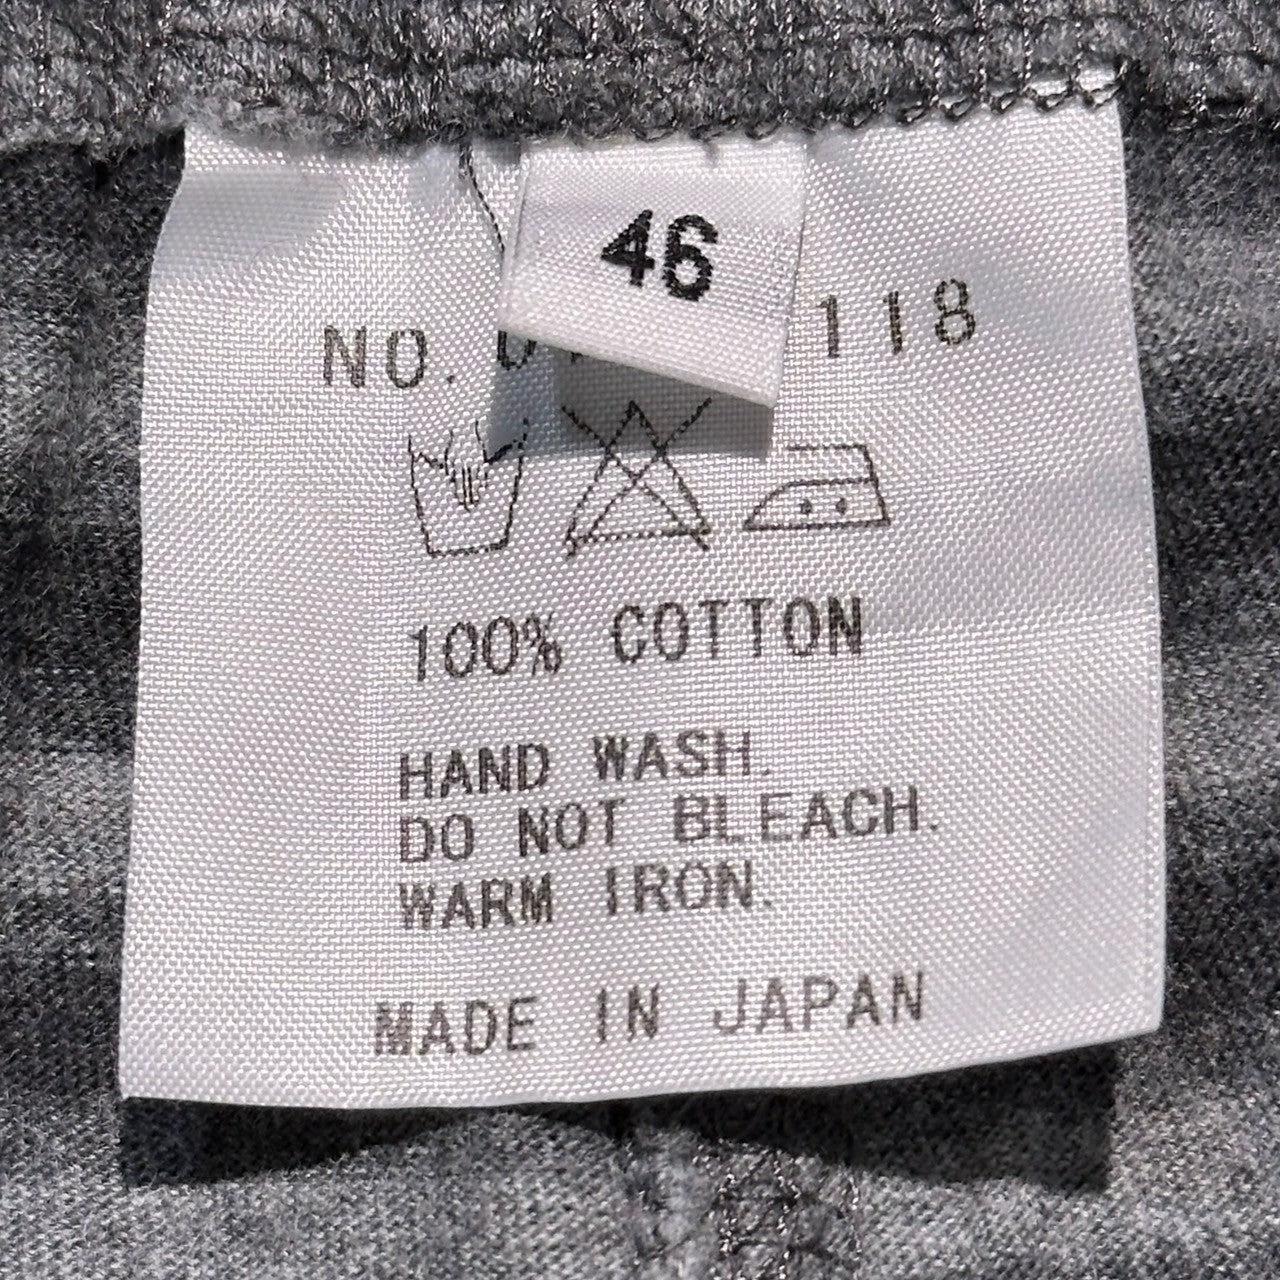 46
NO. 118
100% COTTON
HAND WASH.
DO NOT BLEACH.
WARM IRON.
MADE IN JAPAN